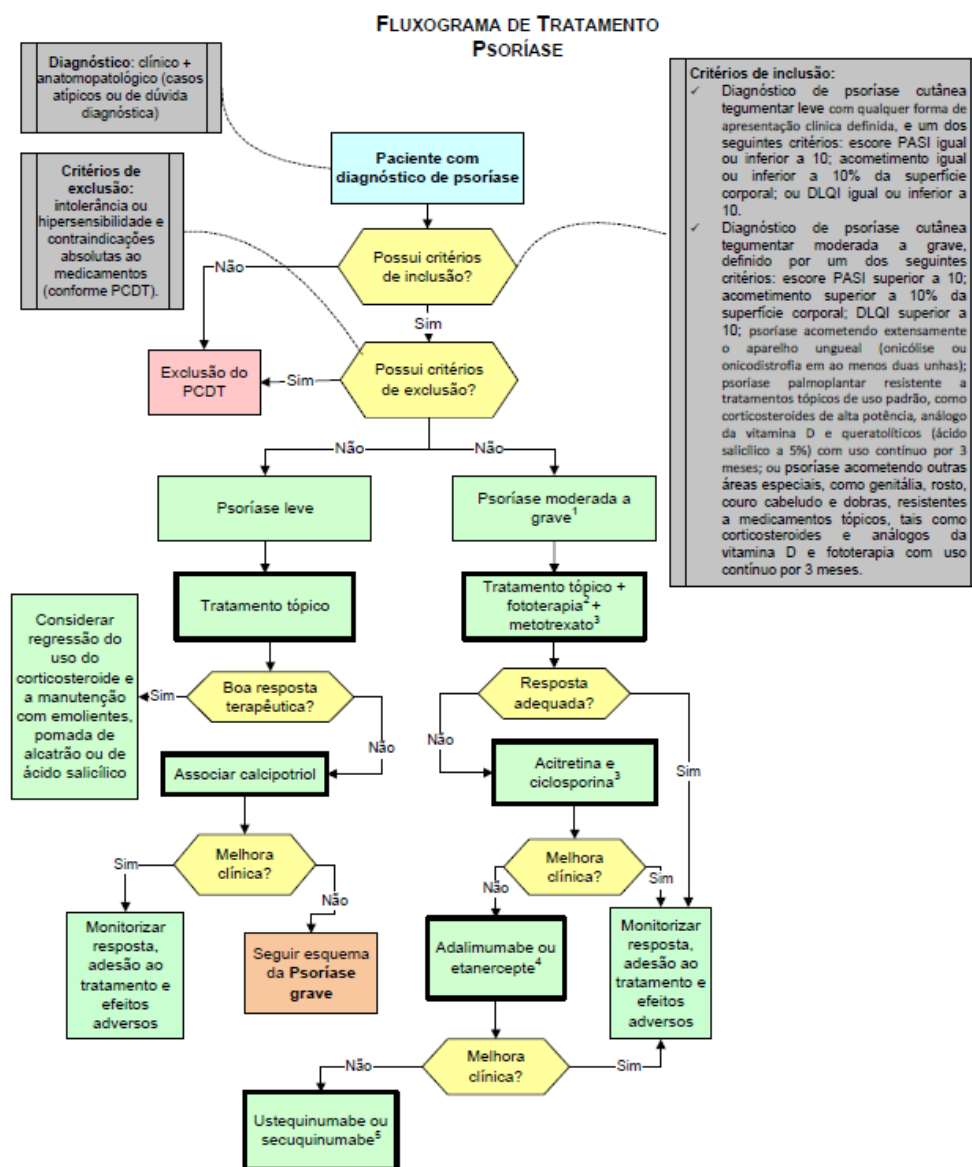 FLUXOGRAMA DE TRATAMENTO
PSORÍASE
Diagnóstico: clínico +
anatomopatológico (casos
atípicos ou de dúvida
diagnóstica)
Critérios de
exclusão:
intolerância ou
hipersensibilidade e
contraindicações
absolutas ao
medicamentos
(conforme PCDT).
Critérios de inclusão:
✓ Diagnóstico de psoríase cutânea
tegumentar leve com qualquer forma de
apresentação clínica definida, e um dos
seguintes critérios: escore PASI igual
ou inferior a 10; acometimento igual
ou inferior a 10% da superfície
corporal; ou DLQI igual ou inferior a
10.
✓ Diagnóstico de psoríase cutânea
tegumentar moderada a grave,
definido por um dos seguintes
critérios: escore PASI superior a 10;
acometimento superior a 10% da
superfície corporal; DLQI superior a
10; psoríase acometendo extensamente
o aparelho ungueal (onicólise ou
onicodistrofia em ao menos duas unhas);
psoríase palmoplantar resistente a
tratamentos tópicos de uso padrão, como
corticosteroides de alta potência, análogo
da vitamina D e queratolíticos (ácido
salicílico a 5%) com uso contínuo por 3
meses; ou psoríase acometendo outras
áreas especiais, como genitália, rosto,
couro cabeludo e dobras, resistentes
a medicamentos tópicos, tais como
corticosteroides e análogos da
vitamina D e fototerapia com uso
contínuo por 3 meses.
Paciente com
diagnóstico de psoríase
Possui critérios
de inclusão?
Não
Sim
Exclusão do
PCDT
Sim
Possui critérios
de exclusão?
Não
Não
Psoríase leve
Psoríase moderada a
grave1
Tratamento tópico
Tratamento tópico +
fototerapia2 +
metotrexato3
Considerar
regressão do
uso do
corticosteroide e
a manutenção
com emolientes,
pomada de
alcatrão ou de
ácido salicílico
Sim
Boa resposta
terapêutica?
Não
Resposta
adequada?
Não
Sim
Associar calcipotriol
Acitretina e
ciclosporina3
Melhora
clínica?
Sim
Não
Melhora
clínica?
Não
Sim
Monitorizar
resposta,
adesão ao
tratamento e
efeitos
adversos
Seguir esquema
da Psoríase
grave
Adalimumabe ou
etanercepte4
Monitorizar
resposta,
adesão ao
tratamento e
efeitos
adversos
Melhora
clínica?
Não
Sim
Ustequinumabe ou
secuquinumabe5